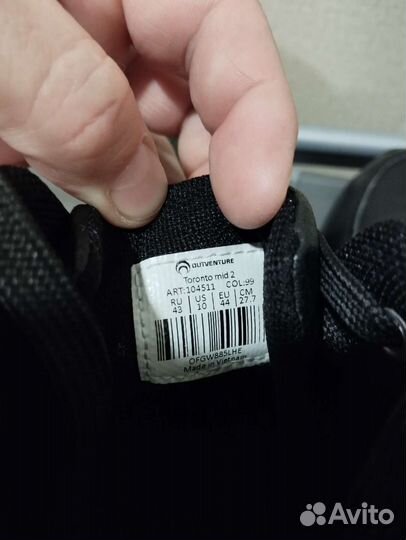 OUTVENTURE
Toronto mid 2
ART:104511 COL:99
RU US EU CM
43 10 44 27.7
OFGW885LHE
Made in Vietnam
Avito